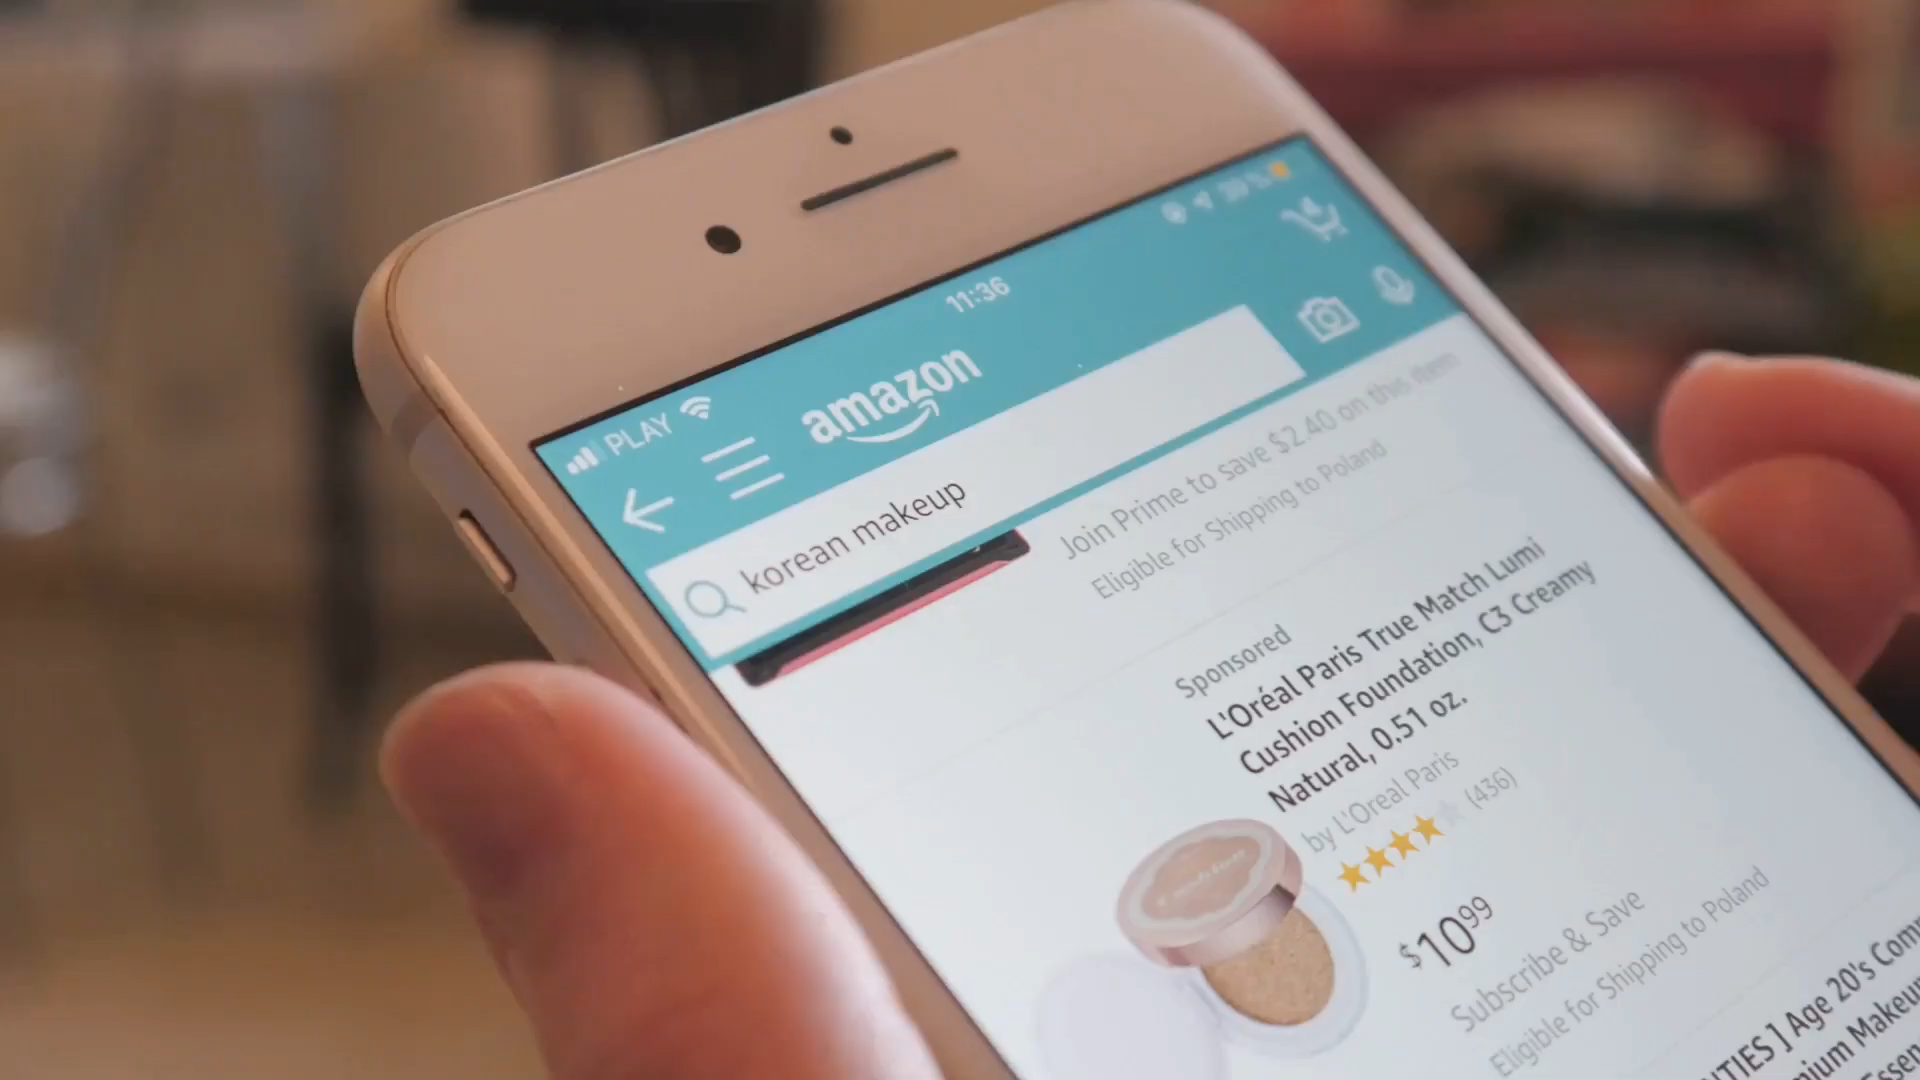 PLAY
11:36
amazon
korean makeup
Join Prime to save $2.40 on this item
Eligible for Shipping to Poland
Sponsored
L'Oréal Paris True Match Lumi
Cushion Foundation, C3 Creamy
Natural, 0.51 oz.
by L'Oreal Paris
(436)
$10.99
Subscribe & Save
Eligible for Shipping to Poland
] Age 20's